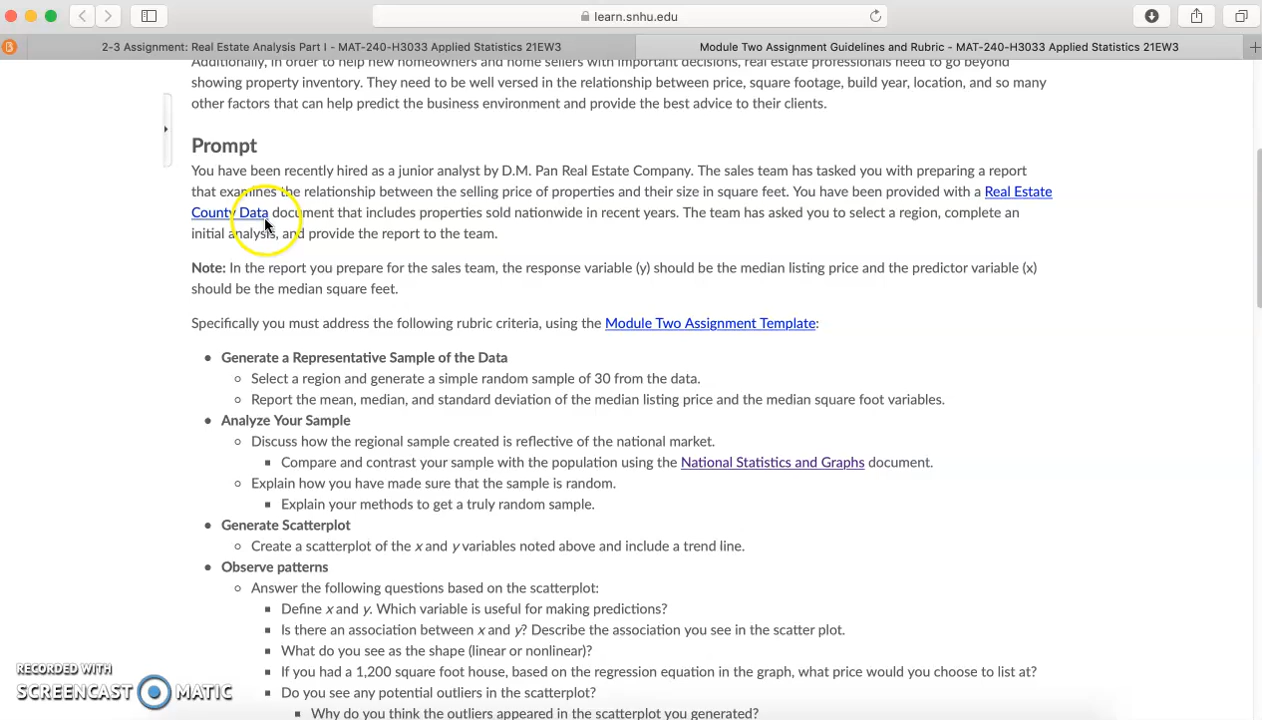 learn.snhu.edu
2-3 Assignment: Real Estate Analysis Part I - MAT-240-H3033 Applied Statistics 21EW3
Module Two Assignment Guidelines and Rubric - MAT-240-H3033 Applied Statistics 21EW3
Additionally, in order to help new homeowners and home sellers with important decisions, real estate professionals need to go beyond
showing property inventory. They need to be well versed in the relationship between price, square footage, build year, location, and so many
other factors that can help predict the business environment and provide the best advice to their clients.
Prompt
You have been recently hired as a junior analyst by D.M. Pan Real Estate Company. The sales team has tasked you with preparing a report
that examines the relationship between the selling price of properties and their size in square feet. You have been provided with a Real Estate
County Data document that includes properties sold nationwide in recent years. The team has asked you to select a region, complete an
initial analysis, and provide the report to the team.
Note: In the report you prepare for the sales team, the response variable (y) should be the median listing price and the predictor variable (x)
should be the median square feet.
Specifically you must address the following rubric criteria, using the Module Two Assignment Template:
• Generate a Representative Sample of the Data
○ Select a region and generate a simple random sample of 30 from the data.
○ Report the mean, median, and standard deviation of the median listing price and the median square foot variables.
• Analyze Your Sample
○ Discuss how the regional sample created is reflective of the national market.
▪ Compare and contrast your sample with the population using the National Statistics and Graphs document.
○ Explain how you have made sure that the sample is random.
▪ Explain your methods to get a truly random sample.
• Generate Scatterplot
○ Create a scatterplot of the x and y variables noted above and include a trend line.
• Observe patterns
○ Answer the following questions based on the scatterplot:
▪ Define x and y. Which variable is useful for making predictions?
▪ Is there an association between x and y? Describe the association you see in the scatter plot.
▪ What do you see as the shape (linear or nonlinear)?
▪ If you had a 1,200 square foot house, based on the regression equation in the graph, what price would you choose to list at?
▪ Do you see any potential outliers in the scatterplot?
▪ Why do you think the outliers appeared in the scatterplot you generated?
RECORDED WITH
SCREENCAST MATIC